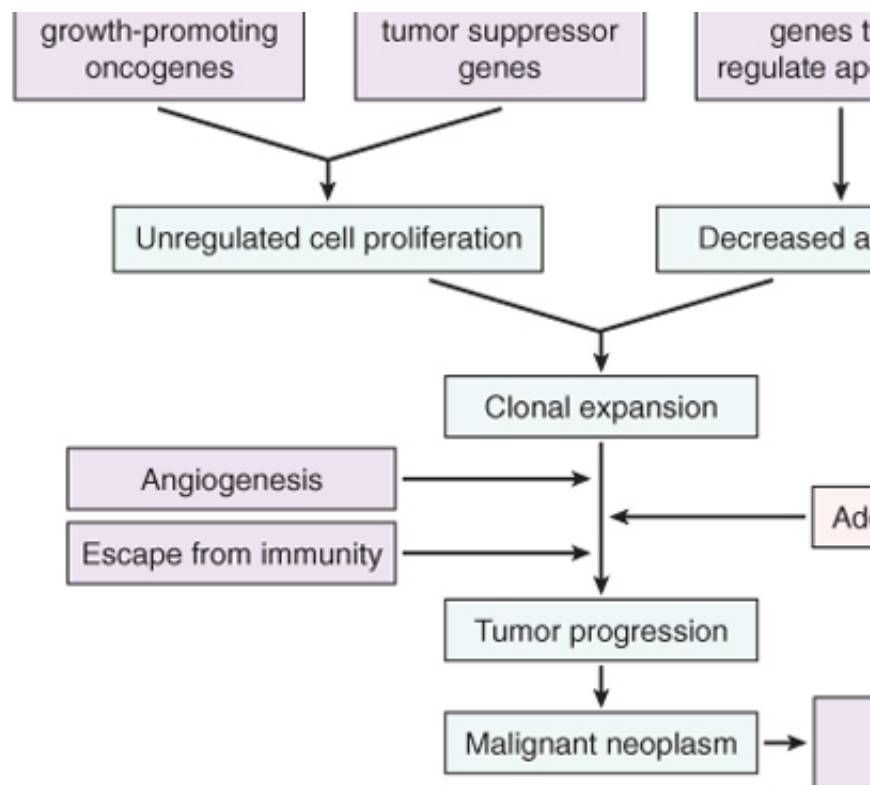 growth-promoting
oncogenes
tumor suppressor
genes
genes t
regulate ap
Unregulated cell proliferation
Decreased a
Clonal expansion
Angiogenesis
Ad
Escape from immunity
Tumor progression
Malignant neoplasm